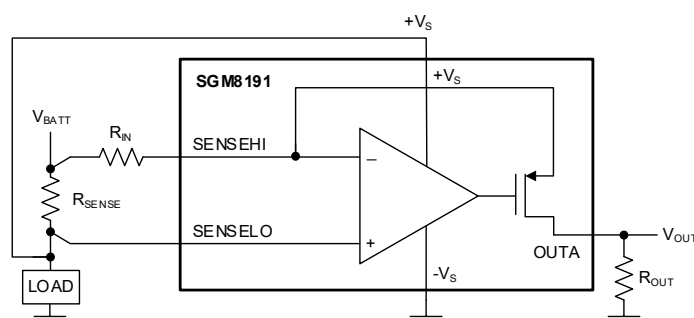 +VS
SGM8191
+VS
VBATT
RIN
SENSEHI
−
RSENSE
SENSELO
+
VOUT
OUTA
-VS
ROUT
LOAD